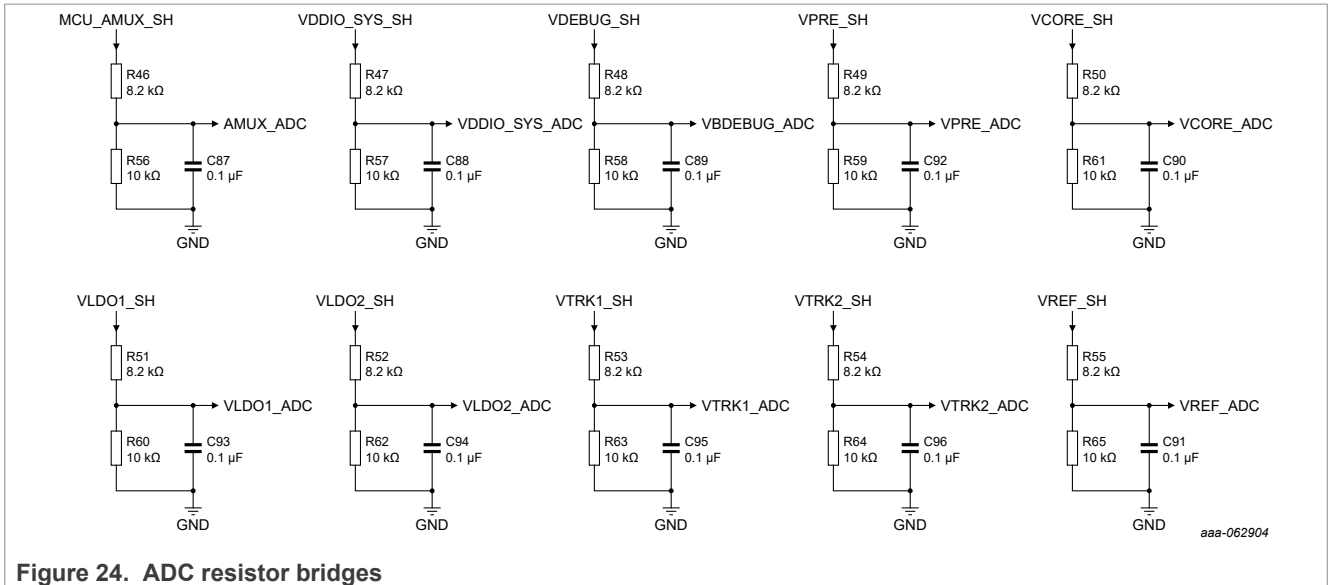 MCU_AMUX_SH VDDIO_SYS_SH VDEBUG_SH VPRE_SH VCORE_SH
R46 R47 R48 R49 R50
8.2 kΩ 8.2 kΩ 8.2 kΩ 8.2 kΩ 8.2 kΩ
AMUX_ADC VDDIO_SYS_ADC VBDEBUG_ADC VPRE_ADC VCORE_ADC
R56 C87 R57 C88 R58 C89 R59 C92 R61 C90
10 kΩ 0.1 µF 10 kΩ 0.1 µF 10 kΩ 0.1 µF 10 kΩ 0.1 µF 10 kΩ 0.1 µF
GND GND GND GND GND
VLDO1_SH VLDO2_SH VTRK1_SH VTRK2_SH VREF_SH
R51 R52 R53 R54 R55
8.2 kΩ 8.2 kΩ 8.2 kΩ 8.2 kΩ 8.2 kΩ
VLDO1_ADC VLDO2_ADC VTRK1_ADC VTRK2_ADC VREF_ADC
R60 C93 R62 C94 R63 C95 R64 C96 R65 C91
10 kΩ 0.1 µF 10 kΩ 0.1 µF 10 kΩ 0.1 µF 10 kΩ 0.1 µF 10 kΩ 0.1 µF
GND GND GND GND GND
aaa-062904
Figure 24. ADC resistor bridges